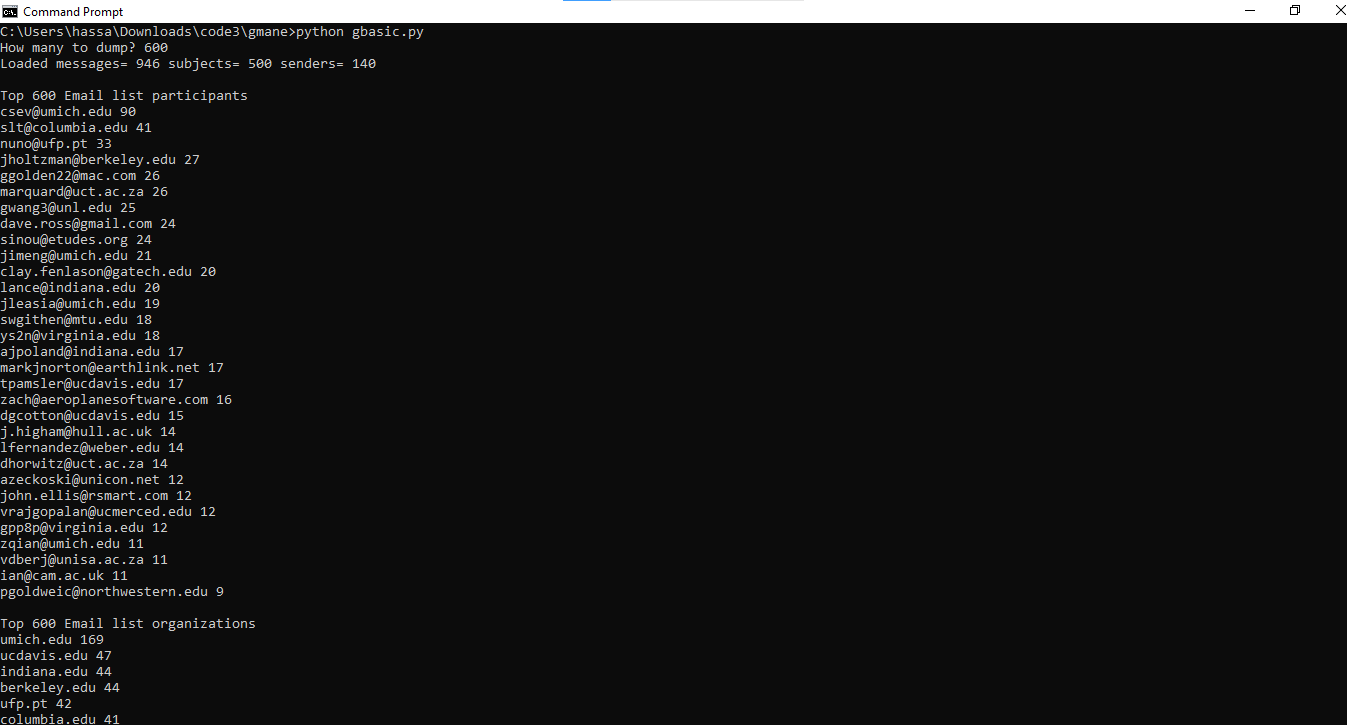 Command Prompt
C:\Users\hassa\Downloads\code3\gmane>python gbasic.py
How many to dump? 600
Loaded messages= 946 subjects= 500 senders= 140
Top 600 Email list participants
csev@umich.edu 90
slt@columbia.edu 41
nuno@ufp.pt 33
jholtzman@berkeley.edu 27
ggolden22@mac.com 26
marquard@uct.ac.za 26
gwang3@unl.edu 25
dave.ross@gmail.com 24
sinou@etudes.org 24
jimeng@umich.edu 21
clay.fenlason@gatech.edu 20
lance@indiana.edu 20
jleasia@umich.edu 19
swgithen@mtu.edu 18
ys2n@virginia.edu 18
ajpoland@indiana.edu 17
markjnorton@earthlink.net 17
tpamsler@ucdavis.edu 17
zach@aeroplanesoftware.com 16
dgcotton@ucdavis.edu 15
j.higham@hull.ac.uk 14
lfernandez@weber.edu 14
dhorwitz@uct.ac.za 14
azeckoski@unicon.net 12
john.ellis@rsmart.com 12
vrajgopalan@ucmerced.edu 12
gpp8p@virginia.edu 12
zqian@umich.edu 11
vdberj@unisa.ac.za 11
ian@cam.ac.uk 11
pgoldweic@northwestern.edu 9
Top 600 Email list organizations
umich.edu 169
ucdavis.edu 47
indiana.edu 44
berkeley.edu 44
ufp.pt 42
columbia.edu 41